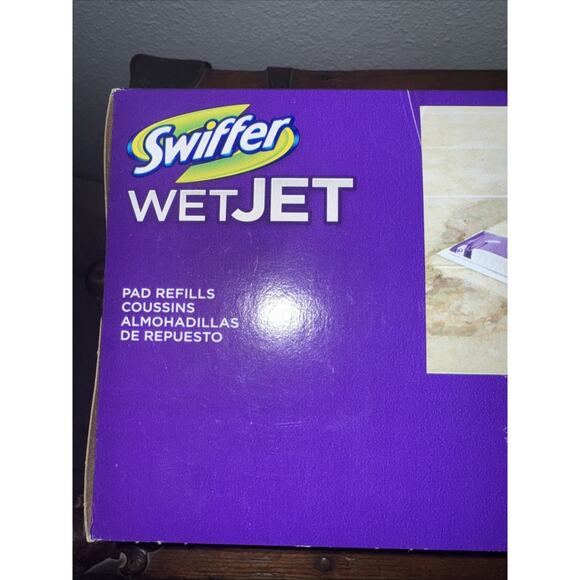 Swiffer
WETJET
PAD REFILLS
COUSSINS
ALMOHADILLAS
DE REPUESTO